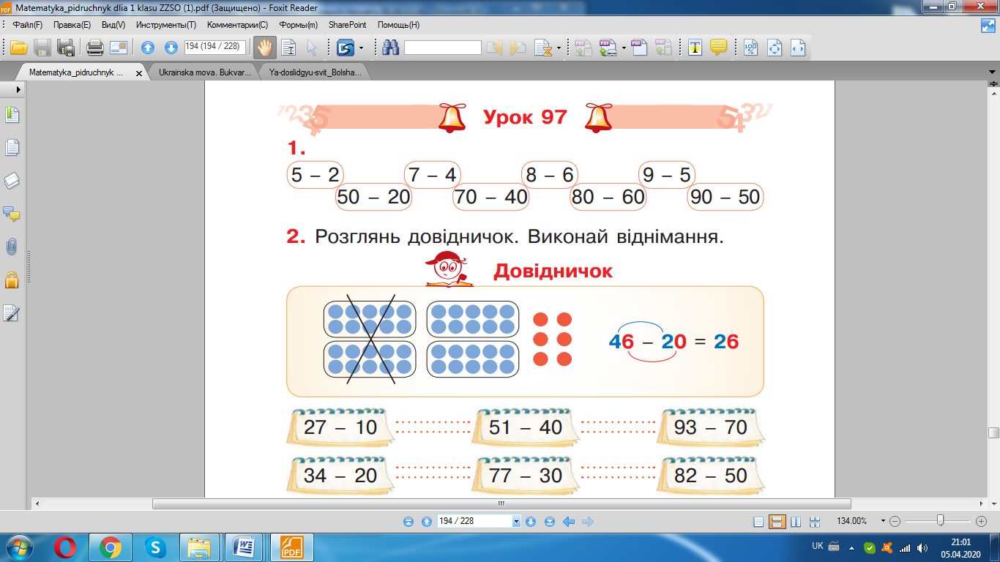 Matematyka_pidruchnyk dlia 1 klasu ZZSO (1).pdf (Защищено) - Foxit Reader
Файл(F) Правка(E) Вид(V) Инструменты(T) Комментарии(C) Формы(m) SharePoint Помощь(H)
194 (194 / 228)
Matematyka_pidruchnyk ... Ukrainska mova. Bukvar... Ya-doslidgyu-svit_Bolsha...
Урок 97
1.
5 – 2 7 – 4 8 – 6 9 – 5
50 – 20 70 – 40 80 – 60 90 – 50
2. Розглянь довідничок. Виконай віднімання.
Довідничок
46 – 20 = 26
27 – 10 51 – 40 93 – 70
34 – 20 77 – 30 82 – 50
194 / 228 134.00%
UK 21:01
05.04.2020